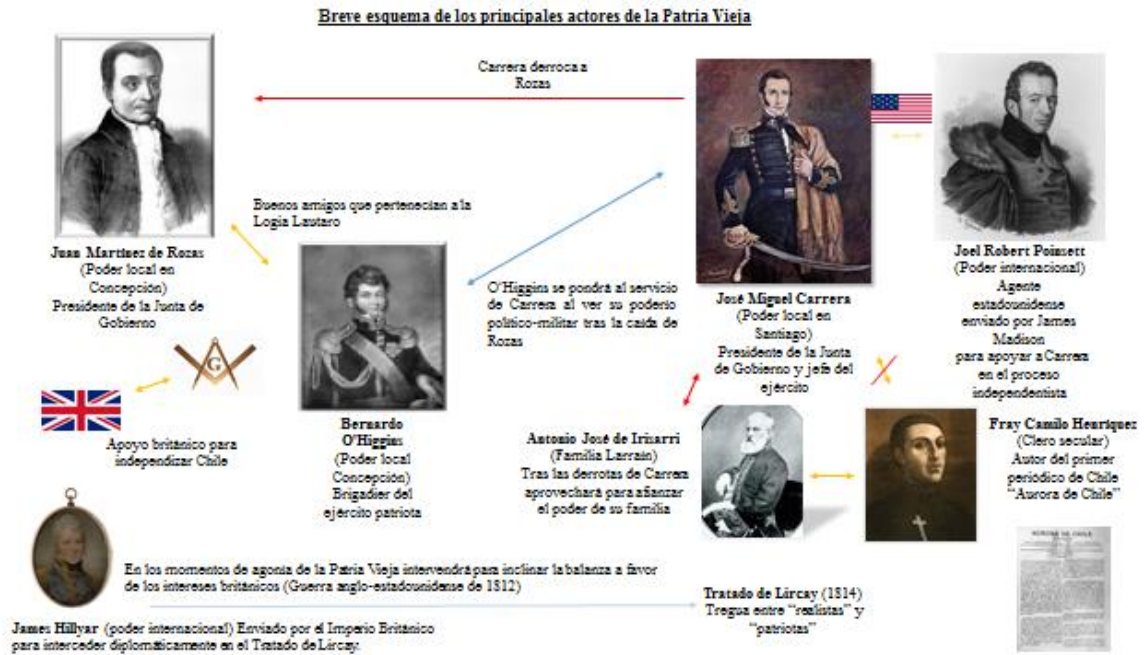 Breve esquema de los principales actores de la Patria Vieja
Carrera derroca a
Rozas
Juan Martínez de Rozas
(Poder local en
Concepción)
Presidente de la Junta de
Gobierno
Buenos amigos que pertenecían a la
Logia Lautaro
O'Higgins se pondrá al servicio
de Carrera al ver su poderío
político-militar tras la caída de
Rozas
José Miguel Carrera
(Poder local en
Santiago)
Presidente de la Junta
de Gobierno y jefe del
ejército
Joel Robert Poinsett
(Poder internacional)
Agente
estadounidense
enviado por James
Madison
para apoyar a Carrera
en el proceso
independentista
G
Apoyo británico para
independizar Chile
Bernardo
O'Higgins
(Poder local
Concepción)
Brigadier del
ejército patriota
Antonio José de Irisarri
(Familia Larraín)
Tras las derrotas de Carrera
aprovechará para afianzar
el poder de su familia
Fray Camilo Henríquez
(Clero secular)
Autor del primer
periódico de Chile
“Aurora de Chile”
AURORA DE CHILE
En los momentos de agonía de la Patria Vieja intervendrá para inclinar la balanza a favor
de los intereses británicos (Guerra anglo-estadounidense de 1812)
Tratado de Lircay (1814)
Tregua entre “realistas” y
“patriotas”
James Hillyar (poder internacional) Enviado por el Imperio Británico
para interceder diplomáticamente en el Tratado de Lircay.